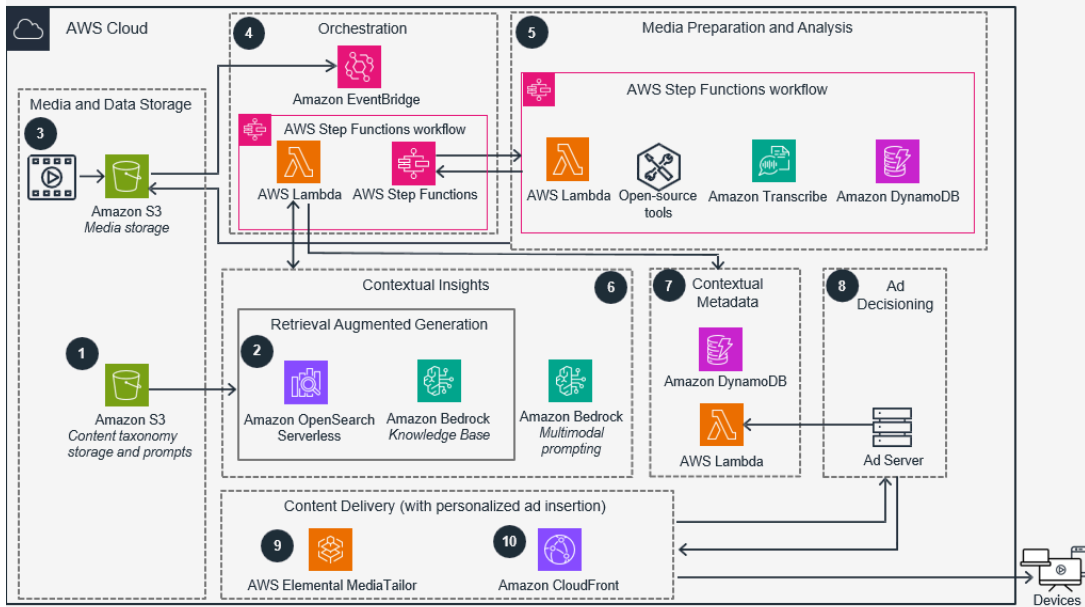 AWS Cloud
Media and Data Storage
3
Amazon S3
Media storage
1
Amazon S3
Content taxonomy
storage and prompts
4
Orchestration
Amazon EventBridge
AWS Step Functions workflow
AWS Lambda
AWS Step Functions
5
Media Preparation and Analysis
AWS Step Functions workflow
AWS Lambda
Open-source
tools
Amazon Transcribe
Amazon DynamoDB
Contextual Insights
6
Retrieval Augmented Generation
2
Amazon OpenSearch
Serverless
Amazon Bedrock
Knowledge Base
Amazon Bedrock
Multimodal
prompting
7
Contextual
Metadata
Amazon DynamoDB
AWS Lambda
8
Ad
Decisioning
Ad Server
Content Delivery (with personalized ad insertion)
9
AWS Elemental MediaTailor
10
Amazon CloudFront
Devices